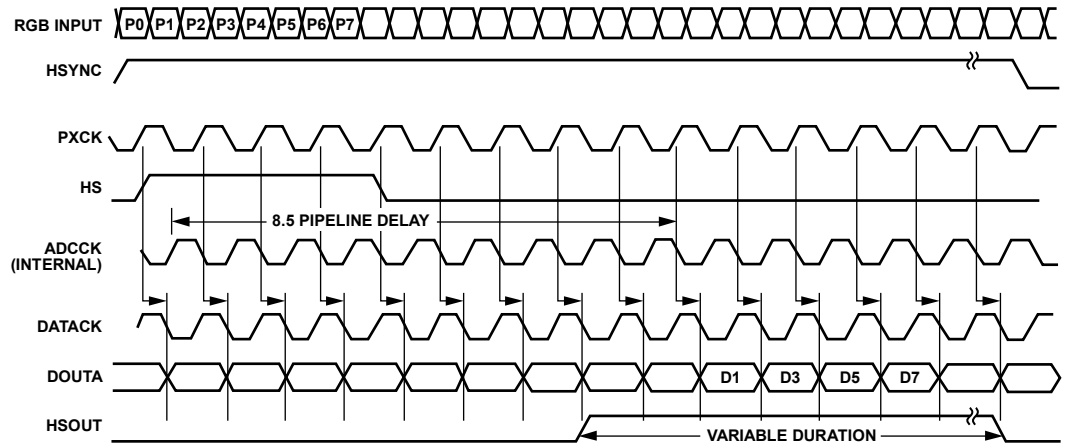 RGB INPUT P0 P1 P2 P3 P4 P5 P6 P7
HSYNC
PXCK
HS
8.5 PIPELINE DELAY
ADCCK
(INTERNAL)
DATACK
DOUTA D1 D3 D5 D7
HSOUT
VARIABLE DURATION